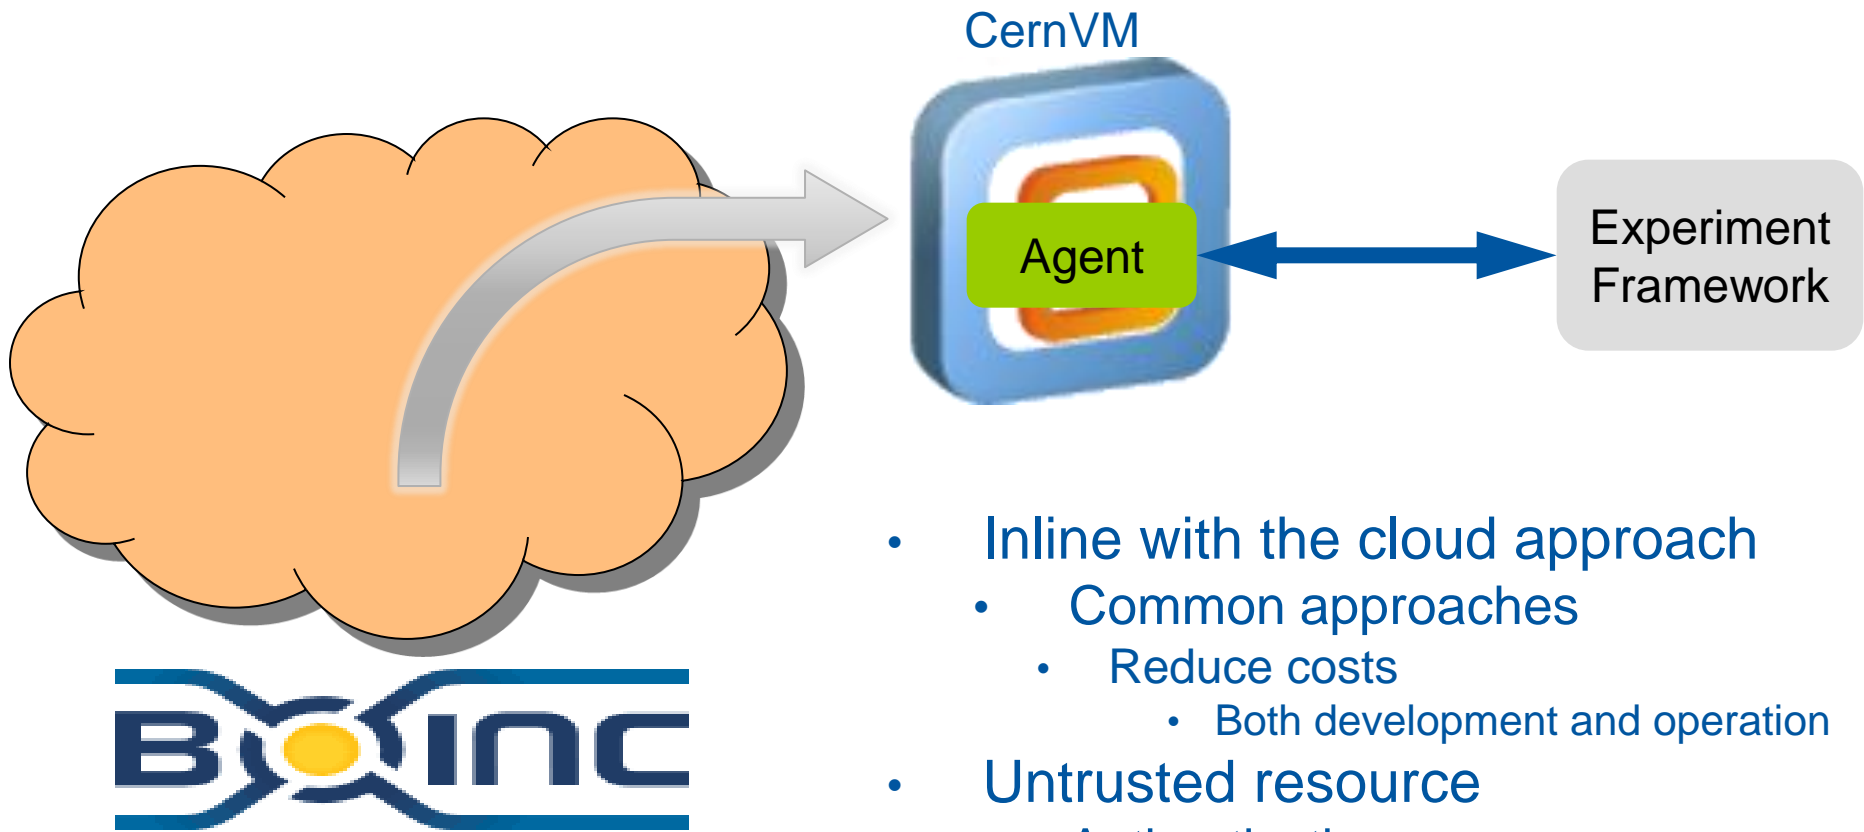 CernVM
Agent
Experiment
Framework
• Inline with the cloud approach
• Common approaches
• Reduce costs
• Both development and operation
• Untrusted resource
BOINC